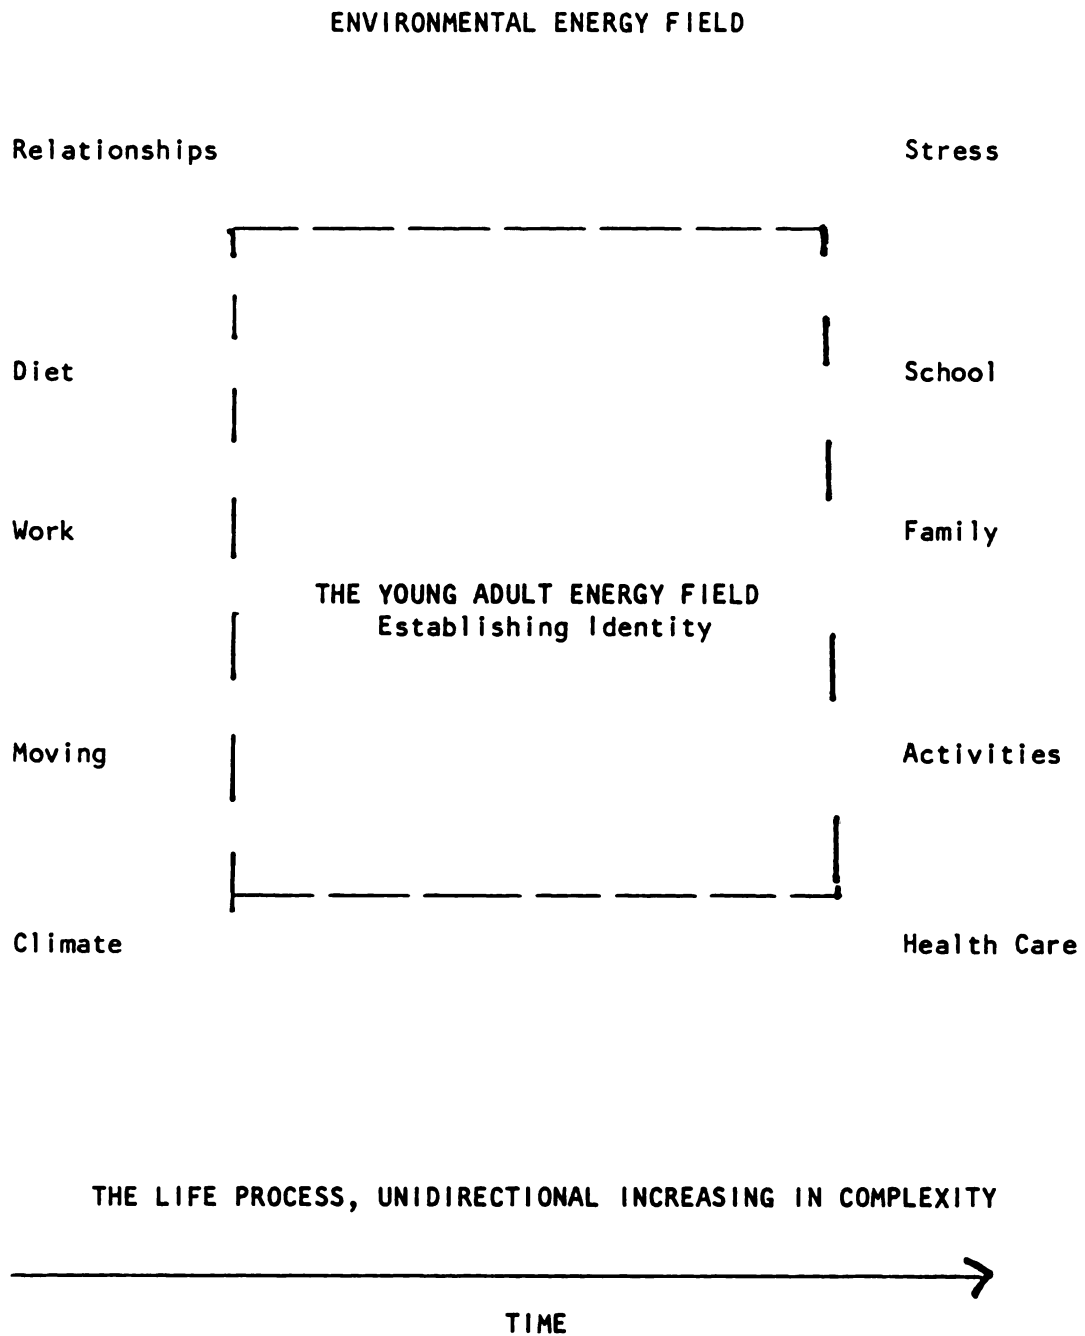 ENVIRONMENTAL ENERGY FIELD
Relationships Stress
Diet School
Work Family
THE YOUNG ADULT ENERGY FIELD
Establishing Identity
Moving Activities
Climate Health Care
THE LIFE PROCESS, UNIDIRECTIONAL INCREASING IN COMPLEXITY
TIME